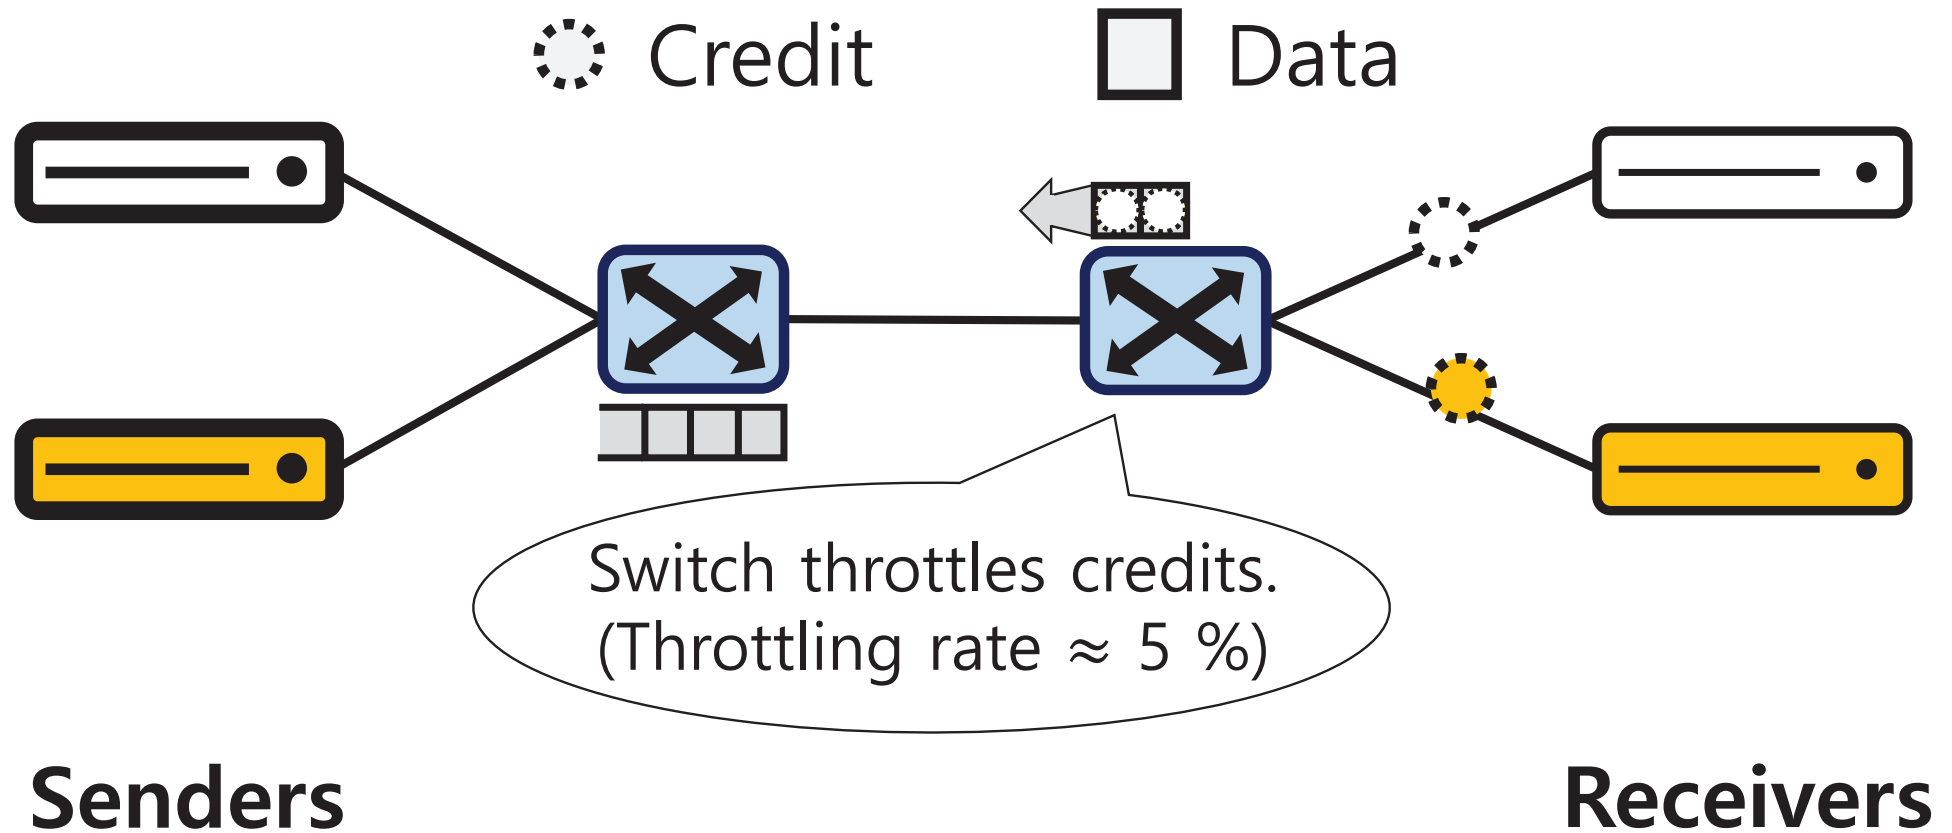 Credit
Data
Switch throttles credits.
(Throttling rate ≈ 5 %)
Senders
Receivers